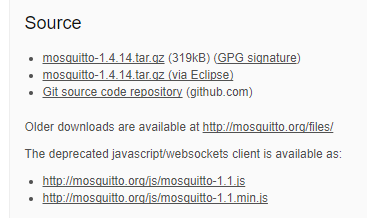 Source
mosquitto-1.4.14.tar.gz (319kB) (GPG signature)
mosquitto-1.4.14.tar.gz (via Eclipse)
Git source code repository (github.com)
Older downloads are available at http://mosquitto.org/files/
The deprecated javascript/websockets client is available as:
http://mosquitto.org/js/mosquitto-1.1.js
http://mosquitto.org/js/mosquitto-1.1.min.js